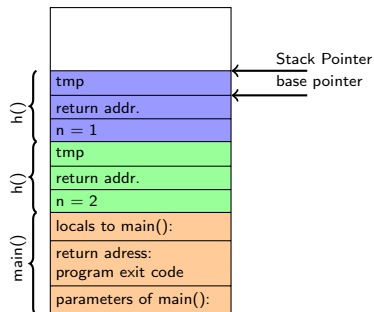 Stack Pointer
tmp
base pointer
return addr.
n = 1
h()
tmp
return addr.
n = 2
h()
locals to main():
return adress:
program exit code
parameters of main():
main()